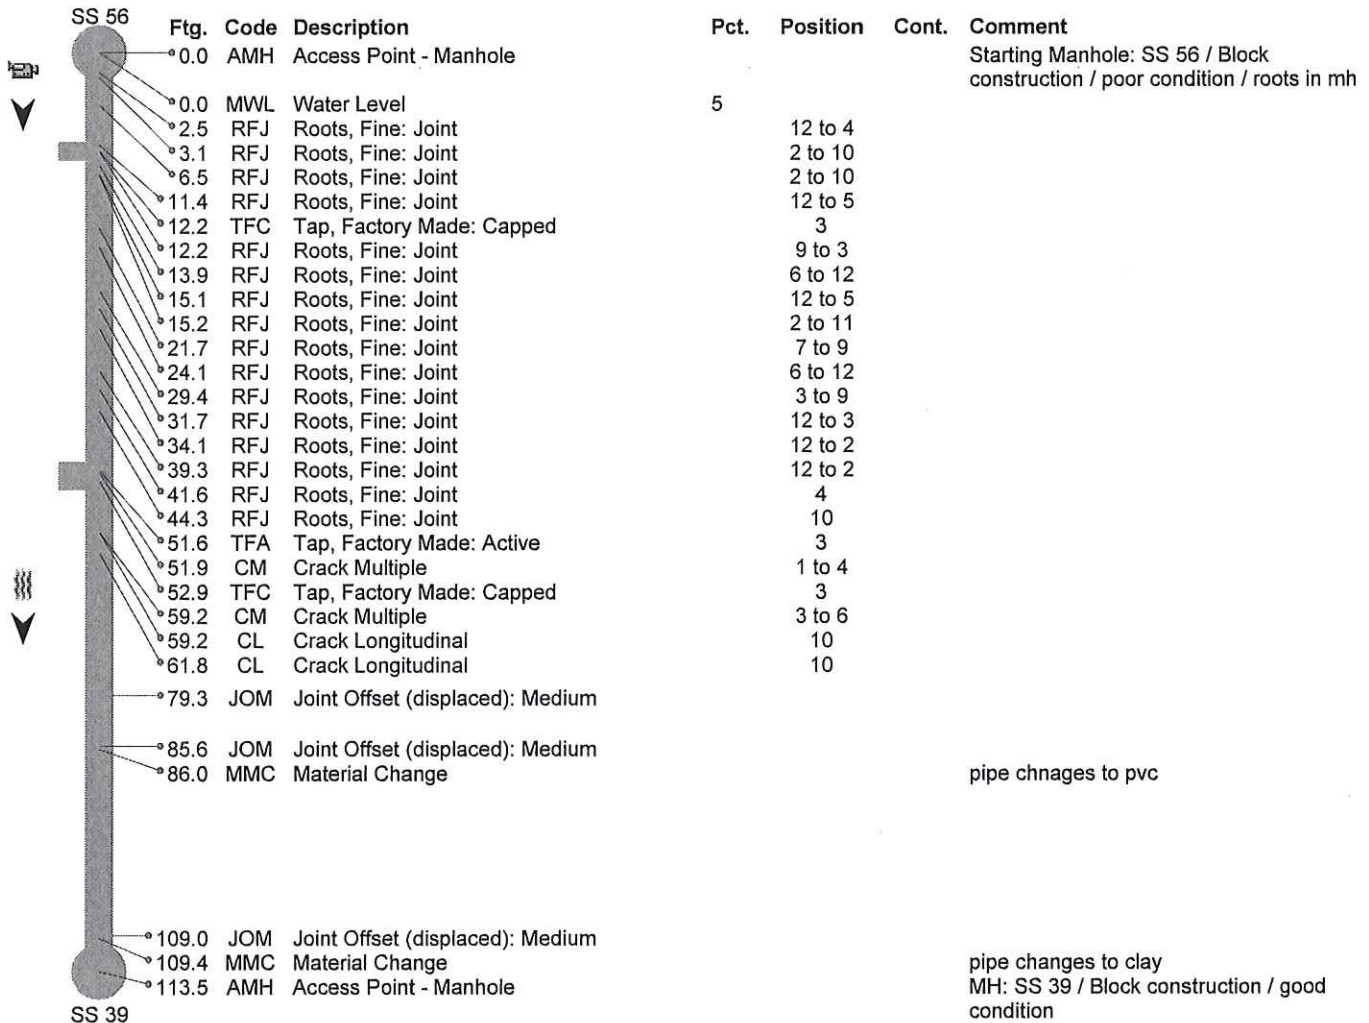 SS 56
Ftg. Code Description Pct. Position Cont. Comment
0.0 AMH Access Point - Manhole Starting Manhole: SS 56 / Block
construction / poor condition / roots in mh
0.0 MWL Water Level 5
2.5 RFJ Roots, Fine: Joint 12 to 4
3.1 RFJ Roots, Fine: Joint 2 to 10
6.5 RFJ Roots, Fine: Joint 2 to 10
11.4 RFJ Roots, Fine: Joint 12 to 5
12.2 TFC Tap, Factory Made: Capped 3
12.2 RFJ Roots, Fine: Joint 9 to 3
13.9 RFJ Roots, Fine: Joint 6 to 12
15.1 RFJ Roots, Fine: Joint 12 to 5
15.2 RFJ Roots, Fine: Joint 2 to 11
21.7 RFJ Roots, Fine: Joint 7 to 9
24.1 RFJ Roots, Fine: Joint 6 to 12
29.4 RFJ Roots, Fine: Joint 3 to 9
31.7 RFJ Roots, Fine: Joint 12 to 3
34.1 RFJ Roots, Fine: Joint 12 to 2
39.3 RFJ Roots, Fine: Joint 12 to 2
41.6 RFJ Roots, Fine: Joint 4
44.3 RFJ Roots, Fine: Joint 10
51.6 TFA Tap, Factory Made: Active 3
51.9 CM Crack Multiple 1 to 4
52.9 TFC Tap, Factory Made: Capped 3
59.2 CM Crack Multiple 3 to 6
59.2 CL Crack Longitudinal 10
61.8 CL Crack Longitudinal 10
79.3 JOM Joint Offset (displaced): Medium
85.6 JOM Joint Offset (displaced): Medium
86.0 MMC Material Change pipe chnages to pvc
109.0 JOM Joint Offset (displaced): Medium
109.4 MMC Material Change pipe changes to clay
113.5 AMH Access Point - Manhole MH: SS 39 / Block construction / good
condition
SS 39